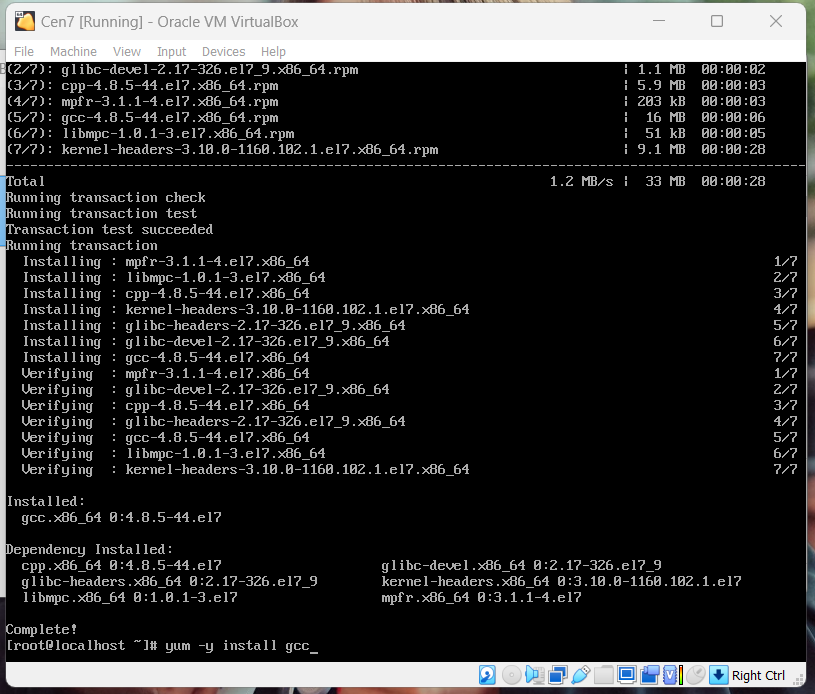 Cen7 [Running] - Oracle VM VirtualBox
File Machine View Input Devices Help
(2/7): glibc-devel-2.17-326.el7_9.x86_64.rpm | 1.1 MB 00:00:02
(3/7): cpp-4.8.5-44.el7.x86_64.rpm | 5.9 MB 00:00:03
(4/7): mpfr-3.1.1-4.el7.x86_64.rpm | 203 kB 00:00:03
(5/7): gcc-4.8.5-44.el7.x86_64.rpm | 16 MB 00:00:06
(6/7): libmpc-1.0.1-3.el7.x86_64.rpm | 51 kB 00:00:05
(7/7): kernel-headers-3.10.0-1160.102.1.el7.x86_64.rpm | 9.1 MB 00:00:28
--------------------------------------------------------------------------------
Total 1.2 MB/s | 33 MB 00:00:28
Running transaction check
Running transaction test
Transaction test succeeded
Running transaction
Installing : mpfr-3.1.1-4.el7.x86_64 1/7
Installing : libmpc-1.0.1-3.el7.x86_64 2/7
Installing : cpp-4.8.5-44.el7.x86_64 3/7
Installing : kernel-headers-3.10.0-1160.102.1.el7.x86_64 4/7
Installing : glibc-headers-2.17-326.el7_9.x86_64 5/7
Installing : glibc-devel-2.17-326.el7_9.x86_64 6/7
Installing : gcc-4.8.5-44.el7.x86_64 7/7
Verifying : mpfr-3.1.1-4.el7.x86_64 1/7
Verifying : glibc-devel-2.17-326.el7_9.x86_64 2/7
Verifying : cpp-4.8.5-44.el7.x86_64 3/7
Verifying : glibc-headers-2.17-326.el7_9.x86_64 4/7
Verifying : gcc-4.8.5-44.el7.x86_64 5/7
Verifying : libmpc-1.0.1-3.el7.x86_64 6/7
Verifying : kernel-headers-3.10.0-1160.102.1.el7.x86_64 7/7
Installed:
gcc.x86_64 0:4.8.5-44.el7
Dependency Installed:
cpp.x86_64 0:4.8.5-44.el7 glibc-devel.x86_64 0:2.17-326.el7_9
glibc-headers.x86_64 0:2.17-326.el7_9 kernel-headers.x86_64 0:3.10.0-1160.102.1.el7
libmpc.x86_64 0:1.0.1-3.el7 mpfr.x86_64 0:3.1.1-4.el7
Complete!
[root@localhost ~]# yum -y install gcc_
Right Ctrl